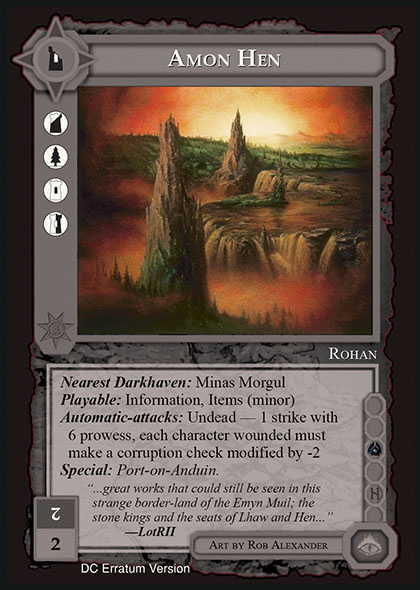 Amon Hen
Rohan
Nearest Darkhaven: Minas Morgul
Playable: Information, Items (minor)
Automatic-attacks: Undead — 1 strike with
6 prowess, each character wounded must
make a corruption check modified by -2
Special: Port-on-Anduin.
“...great works that could still be seen in this
strange border-land of the Emyn Muil; the
stone kings and the seats of Lhaw and Hen...”
—LotRII
2
2
Art by Rob Alexander
DC Erratum Version